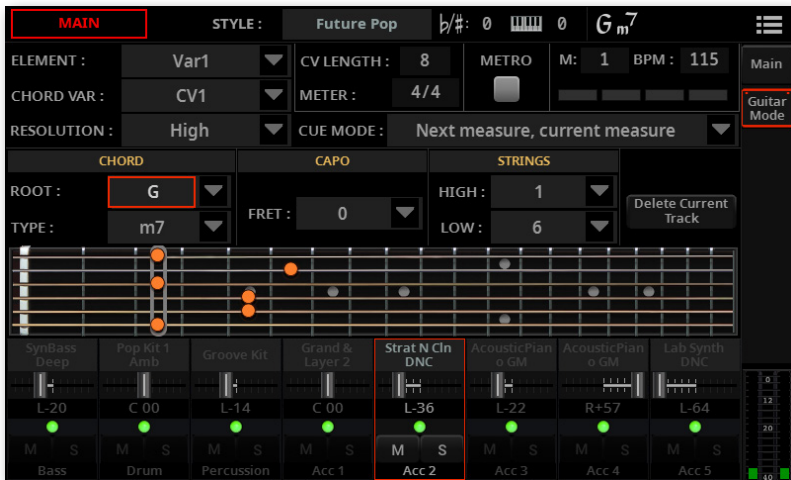 MAIN STYLE : Future Pop b/#: 0 0 Gm7
ELEMENT : Var1 CV LENGTH : 8 METRO M: 1 BPM : 115 Main
CHORD VAR : CV1 METER : 4/4 Guitar Mode
RESOLUTION : High CUE MODE : Next measure, current measure
CHORD CAPO STRINGS
ROOT : G FRET : 0 HIGH : 1 Delete Current Track
TYPE : m7 LOW : 6
SynBass Deep Pop Kit 1 Amb Groove Kit Grand & Layer 2 Strat N Cln DNC AcousticPian o GM AcousticPian o GM Lab Synth DNC
L-20 C 00 L-14 C 00 L-36 L-22 R+57 L-64
M S M S M S M S M S M S M S M S
Bass Drum Percussion Acc 1 Acc 2 Acc 3 Acc 4 Acc 5
0
12
20
40